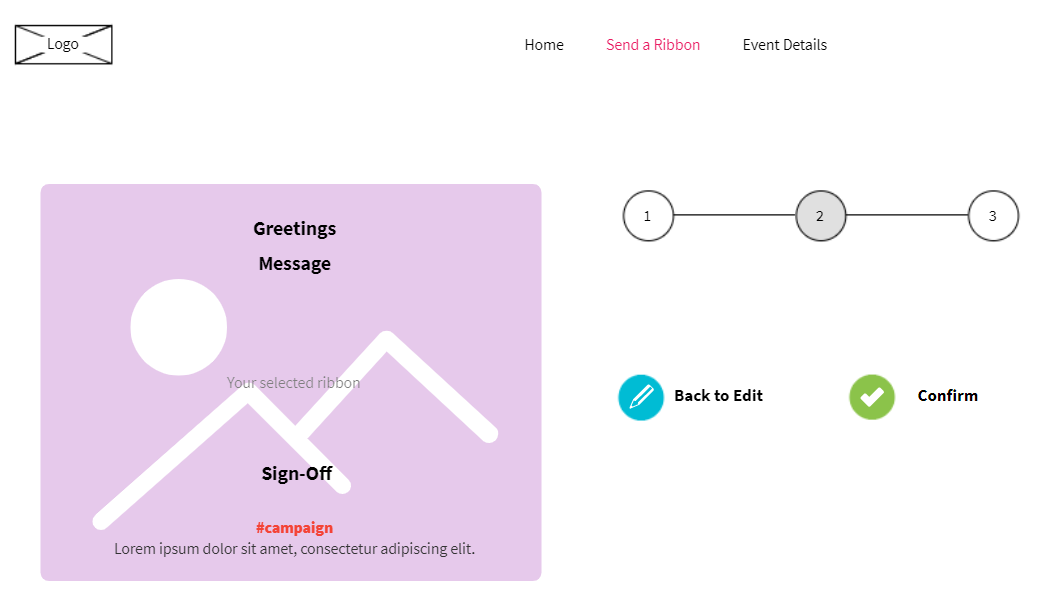 Logo
Home Send a Ribbon Event Details
Greetings
Message
Your selected ribbon
Sign-Off
#campaign
Lorem ipsum dolor sit amet, consectetur adipiscing elit.
1 2 3
Back to Edit Confirm